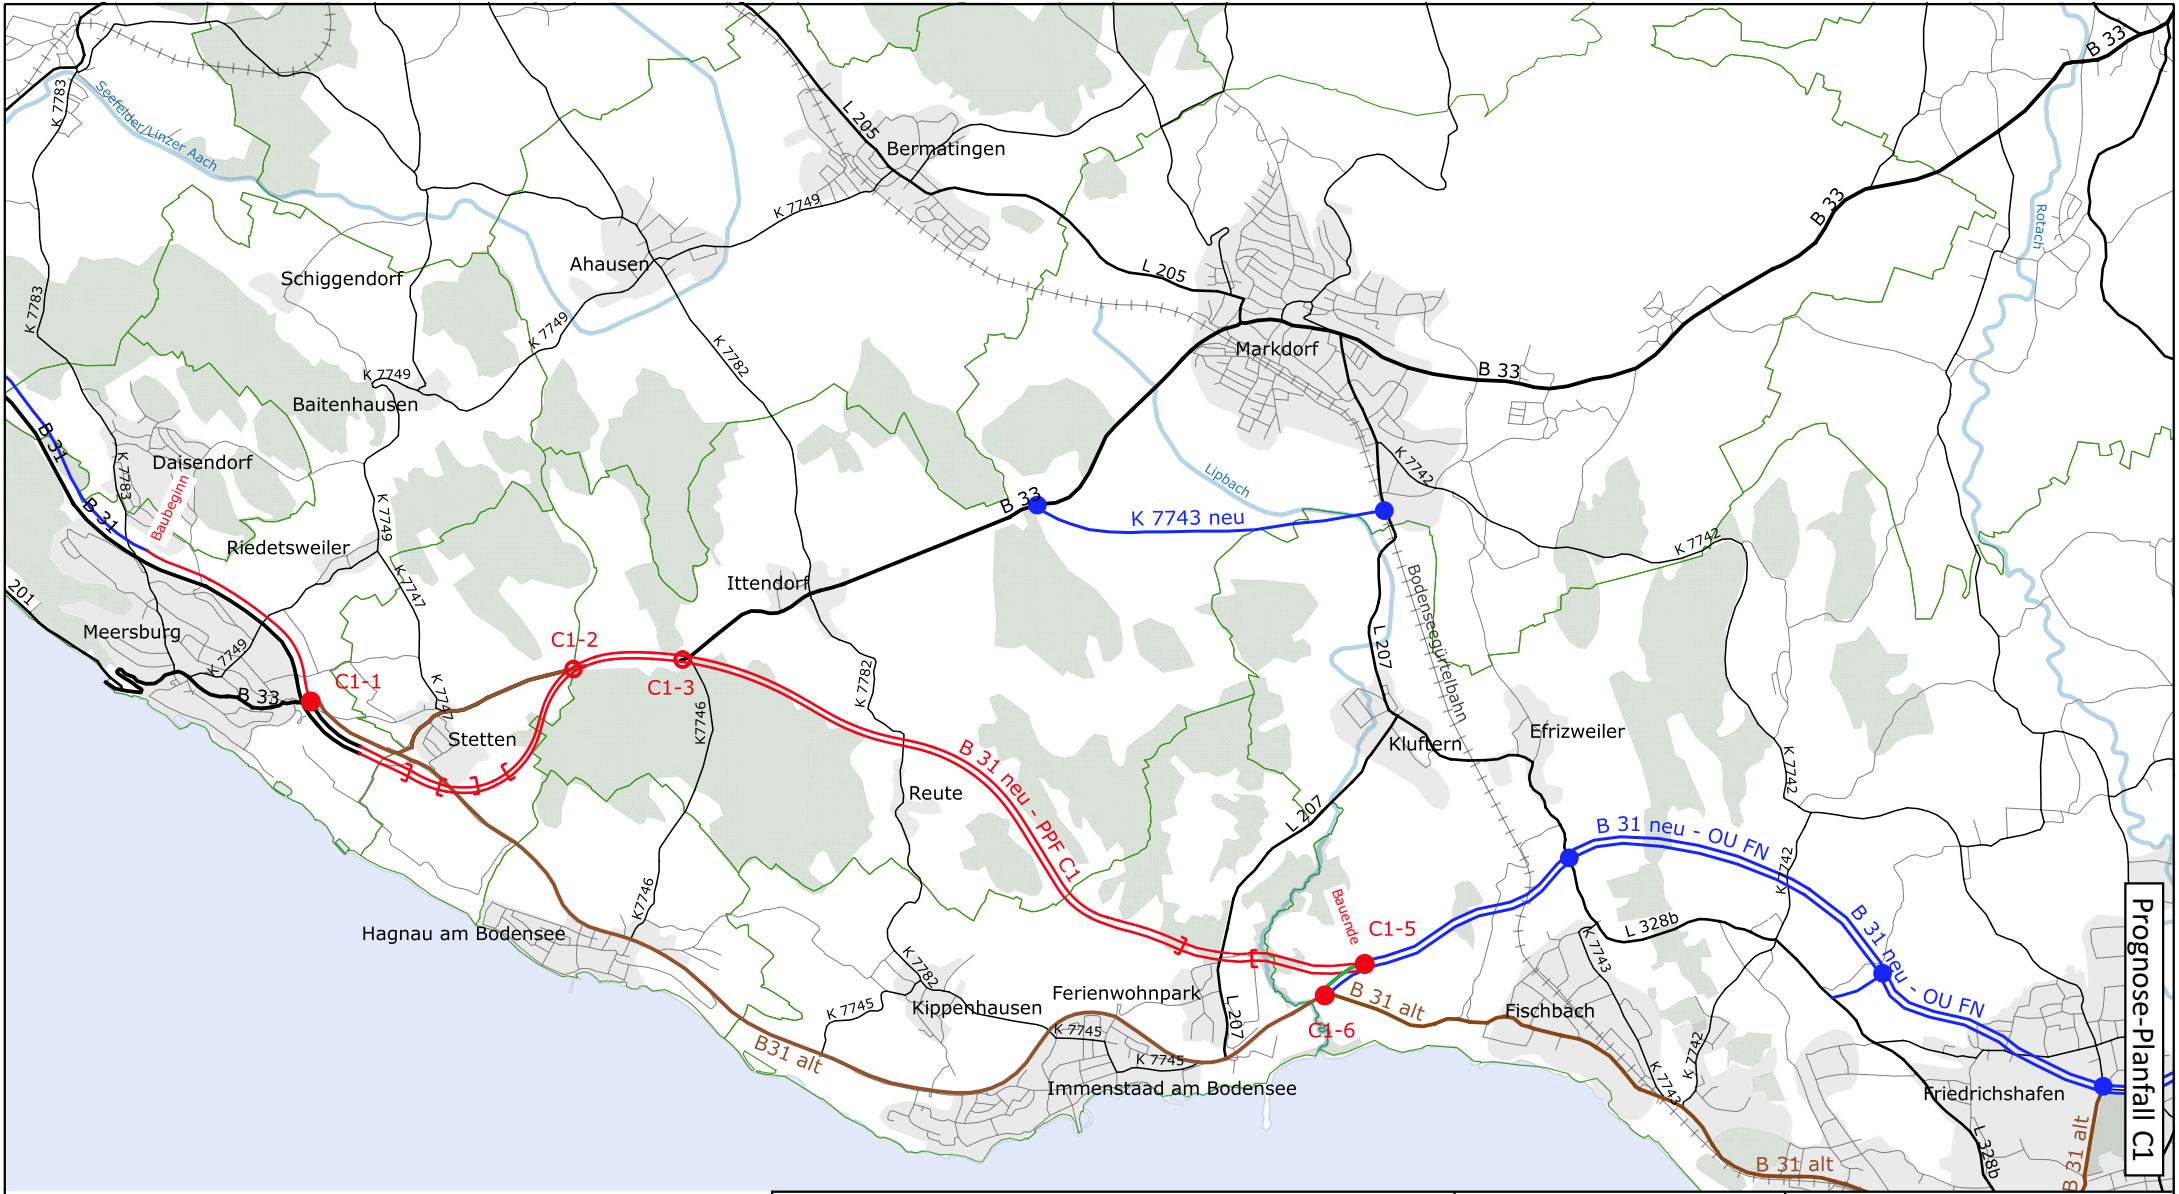 B 33
K 7783
Seefelder/Linzer Aach
L 205
Bermatingen
K 7749
B 33
Rotach
Schiggendorf
Ahausen
L 205
K 7783
K 7749
K 7782
Markdorf
B 33
K 7749
Baitenhausen
B 31
Daisendorf
K 7783
Baubeginn
B 31
K 7742
Lipbach
B 33
K 7743 neu
K 7749
Riedetsweiler
K 7742
201
K 7747
Ittendorf
Bodenseegürtelbahn
Meersburg
K 7749
C1-2
L 207
B 33
C1-1
C1-3
K 7782
K 7747
K7746
Stetten
Kluftern
Efrizweiler
K 7742
B 31 neu - PPF C1
Reute
L 207
B 31 neu - OU FN
K 7742
K7746
Hagnau am Bodensee
Bauende
C1-5
L 328b
B 31 neu - OU FN
K 7743
K 7782
Kippenhausen
Ferienwohnpark
B 31 alt
Fischbach
K 7745
K 7745
L 207
C1-6
B31 alt
K 7745
K 7742
K 7743
Immenstaad am Bodensee
Friedrichshafen
B 31 alt
B 31 alt
L 328b
Prognose-Planfall C1